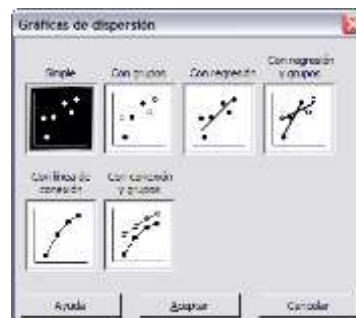 Gráficas de dispersión
Simple
Con grupos
Con regresión
Con regresión
y grupos
Con línea de
conexión
Con conexión
y grupos
Ayuda
Aceptar
Cancelar